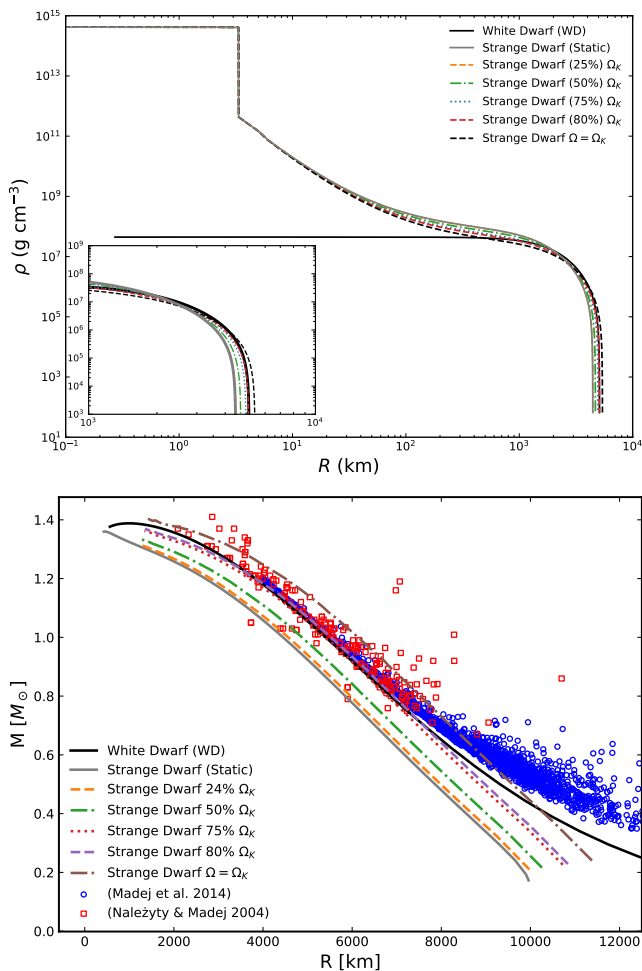 10^15
10^13
10^11
10^9
10^7
10^5
10^3
10^1
ρ (g cm⁻³)
White Dwarf (WD)
Strange Dwarf (Static)
Strange Dwarf (25%) Ω_K
Strange Dwarf (50%) Ω_K
Strange Dwarf (75%) Ω_K
Strange Dwarf (80%) Ω_K
Strange Dwarf Ω = Ω_K
10^9
10^8
10^7
10^6
10^5
10^4
10^3
10^3 10^4
10^-1 10^0 10^1 10^2 10^3 10^4
R (km)
1.4
1.2
1.0
0.8
0.6
0.4
0.2
0.0
M [M_⊙]
White Dwarf (WD)
Strange Dwarf (Static)
Strange Dwarf 24% Ω_K
Strange Dwarf 50% Ω_K
Strange Dwarf 75% Ω_K
Strange Dwarf 80% Ω_K
Strange Dwarf Ω = Ω_K
(Madej et al. 2014)
(Należyty & Madej 2004)
0 2000 4000 6000 8000 10000 12000
R [km]